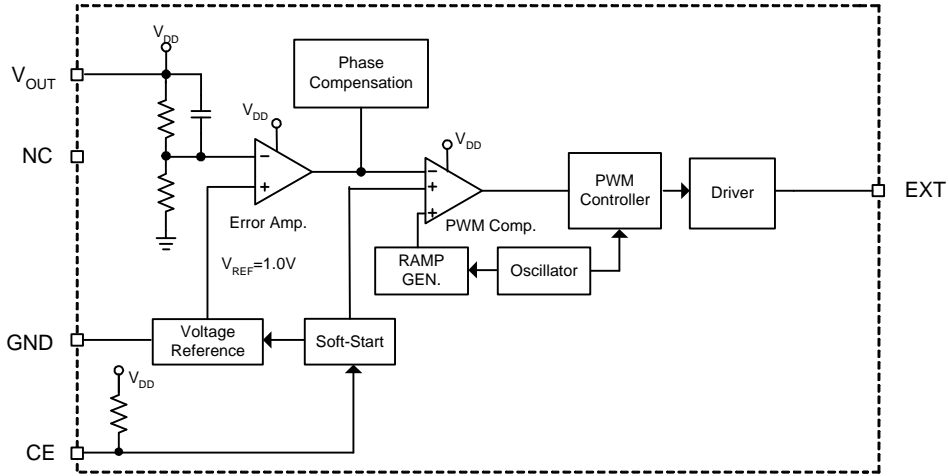 VDD
VOUT
Phase
Compensation
NC
VDD
VDD
Error Amp.
PWM Comp.
PWM
Controller
Driver
EXT
VREF=1.0V
RAMP
GEN.
Oscillator
GND
Voltage
Reference
Soft-Start
VDD
CE